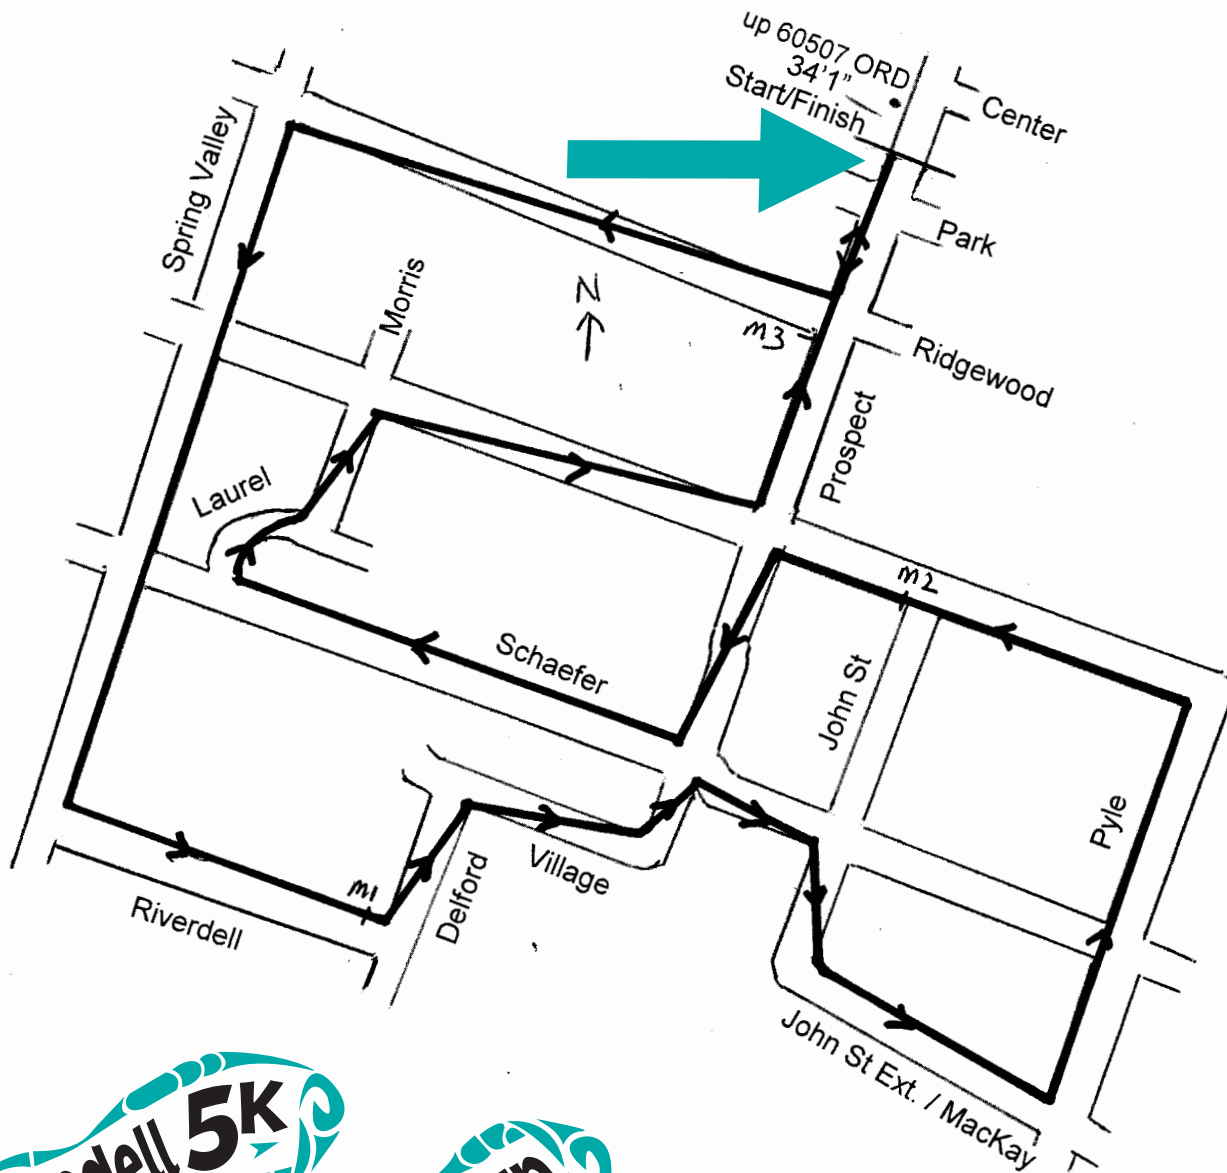 up 60507 ORD
34'1"
Start/Finish
Center
Spring Valley
Park
Morris
N
M3
Ridgewood
Prospect
Laurel
M2
Schaefer
John St
Pyle
M1
Village
Delford
Riverdell
John St Ext. / MacKay
dell 5K